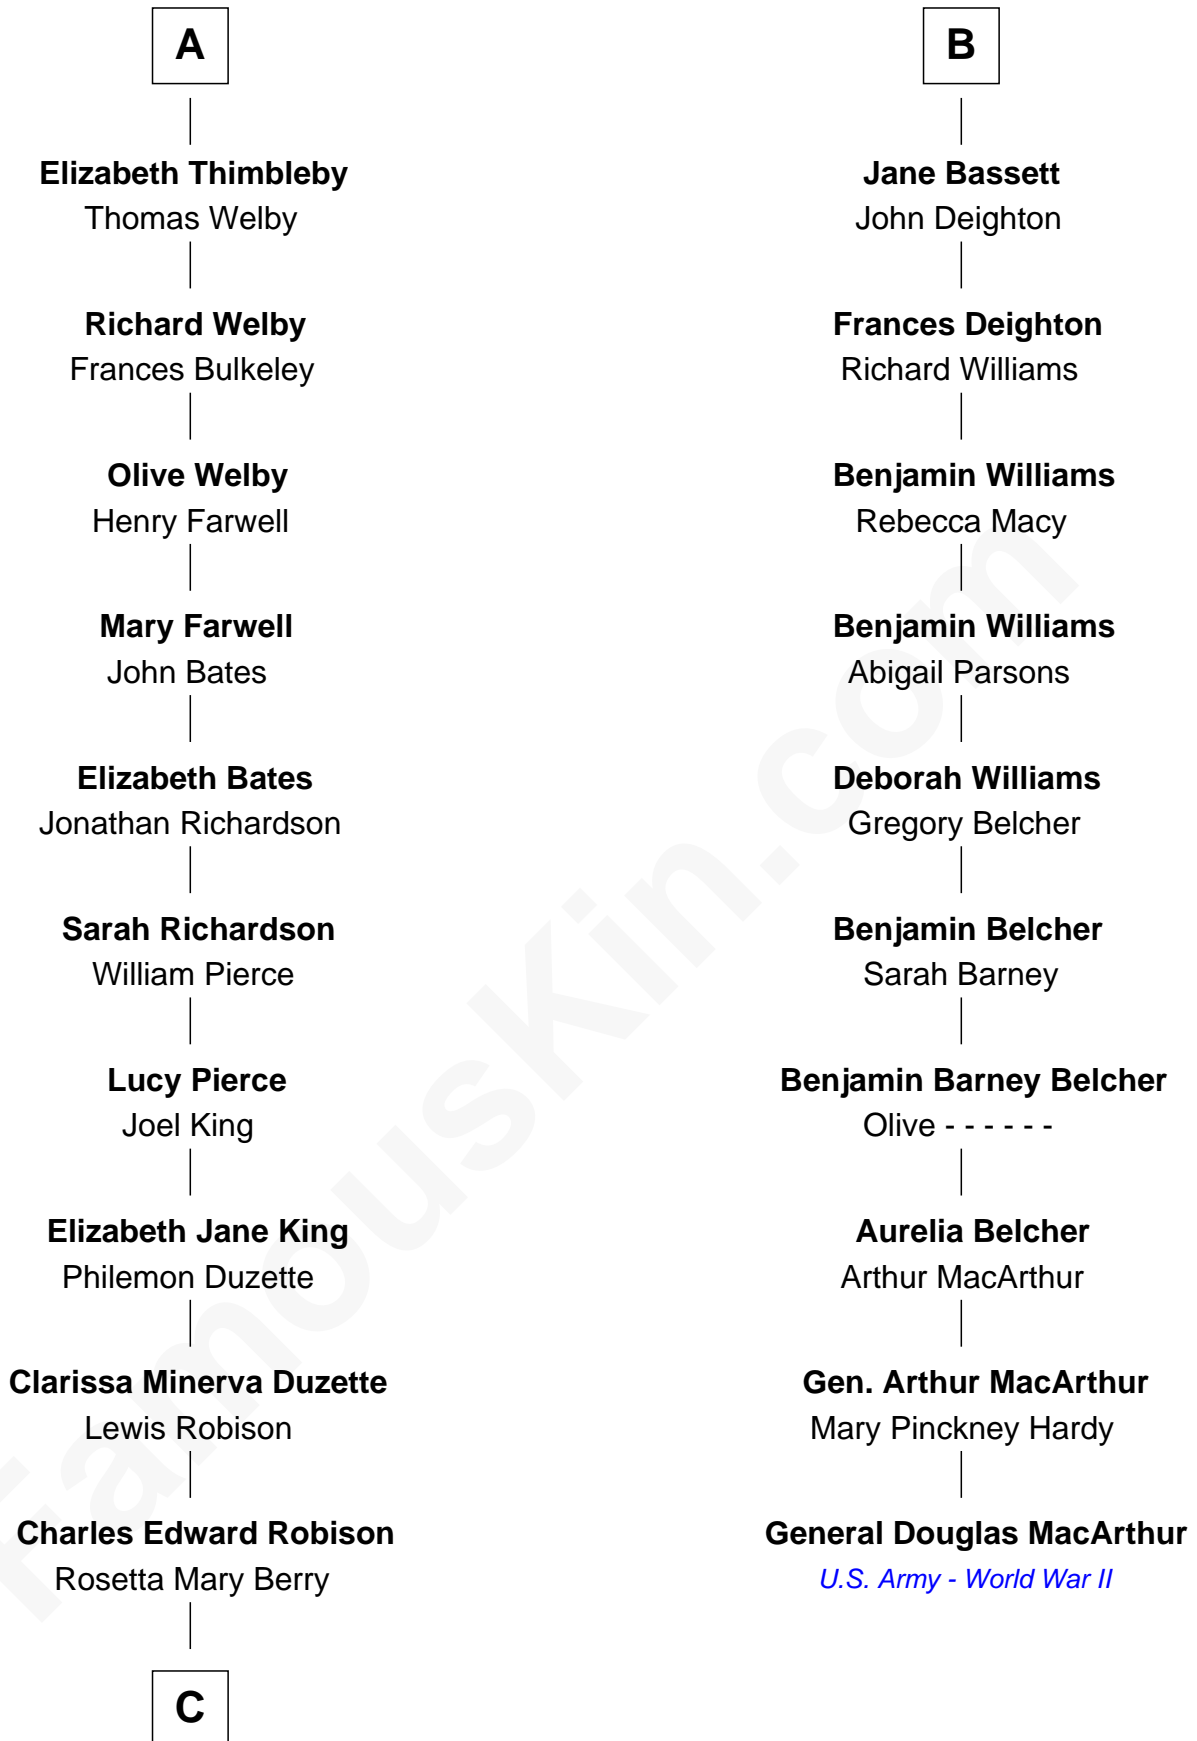 A
Elizabeth Thimbleby
Thomas Welby
Richard Welby
Frances Bulkeley
Olive Welby
Henry Farwell
Mary Farwell
John Bates
Elizabeth Bates
Jonathan Richardson
Sarah Richardson
William Pierce
Lucy Pierce
Joel King
Elizabeth Jane King
Philemon Duzette
Clarissa Minerva Duzette
Lewis Robison
Charles Edward Robison
Rosetta Mary Berry
C
B
Jane Bassett
John Deighton
Frances Deighton
Richard Williams
Benjamin Williams
Rebecca Macy
Benjamin Williams
Abigail Parsons
Deborah Williams
Gregory Belcher
Benjamin Belcher
Sarah Barney
Benjamin Barney Belcher
Olive - - - - - -
Aurelia Belcher
Arthur MacArthur
Gen. Arthur MacArthur
Mary Pinckney Hardy
General Douglas MacArthur
U.S. Army - World War II
FamousKin.com